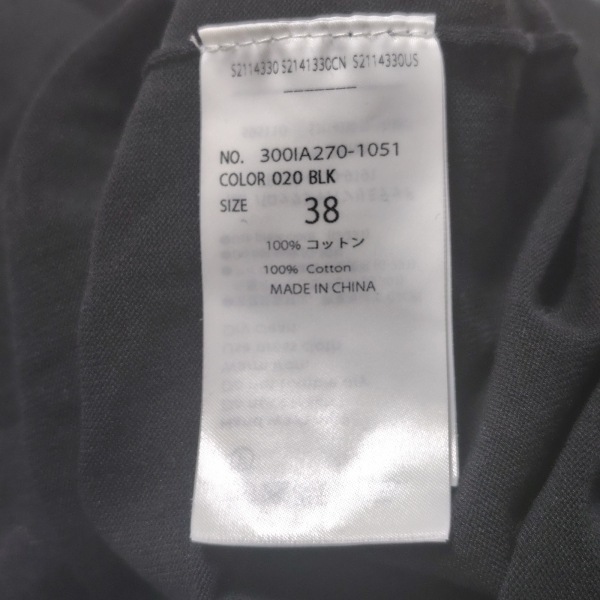 S2114330 S2141330CN S2114330US
NO. 300IA270-1051
COLOR 020 BLK
SIZE 38
100% コットン
100% Cotton
MADE IN CHINA